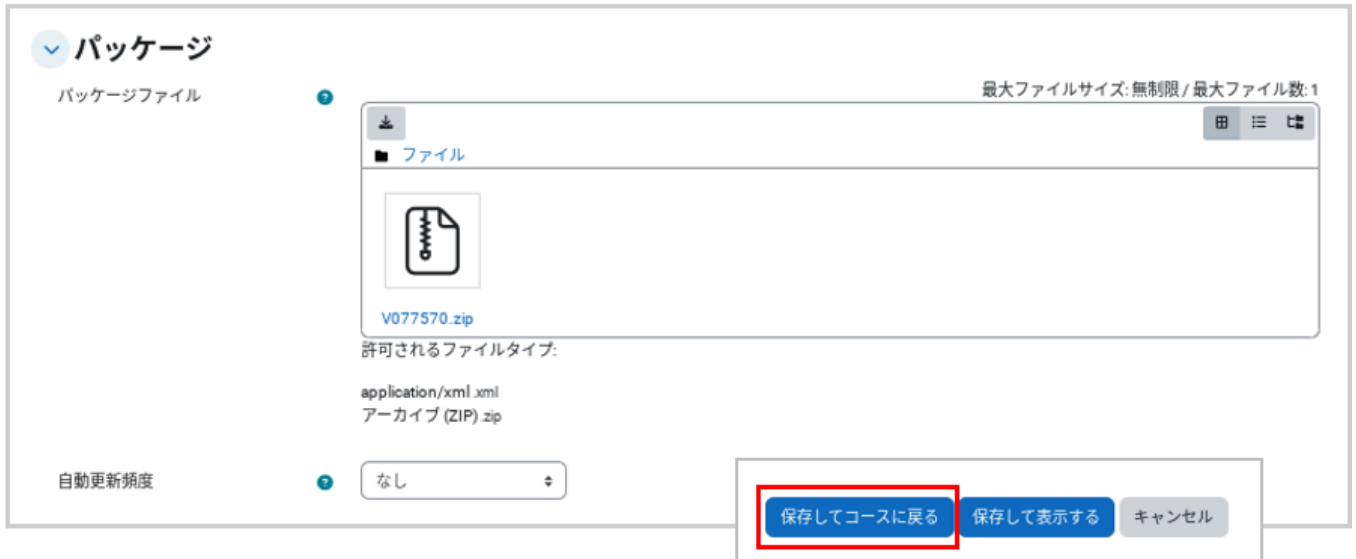 パッケージ
パッケージファイル
最大ファイルサイズ: 無制限 / 最大ファイル数: 1
ファイル
V077570.zip
許可されるファイルタイプ:
application/xml .xml
アーカイブ (ZIP) .zip
自動更新頻度
なし
保存してコースに戻る 保存して表示する キャンセル